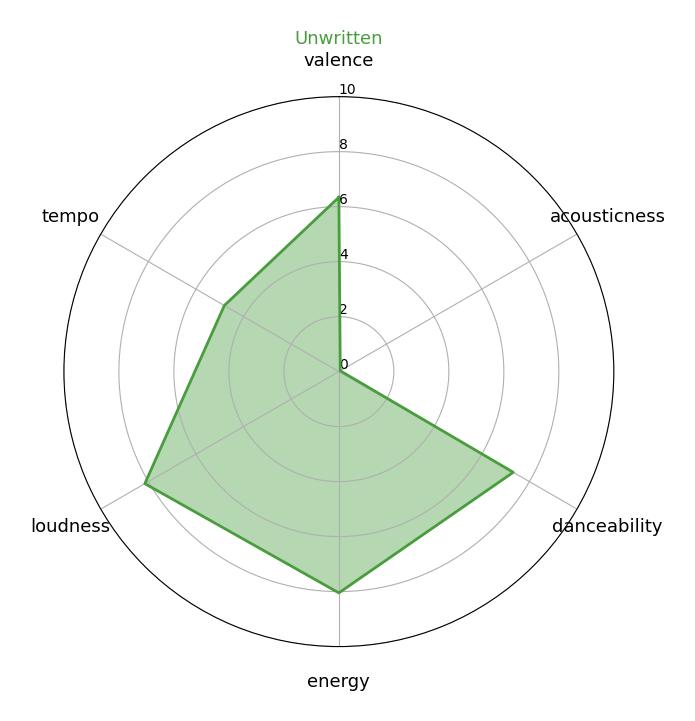 Unwritten
valence
10
8
6
4
2
0
tempo
acousticness
loudness
danceability
energy